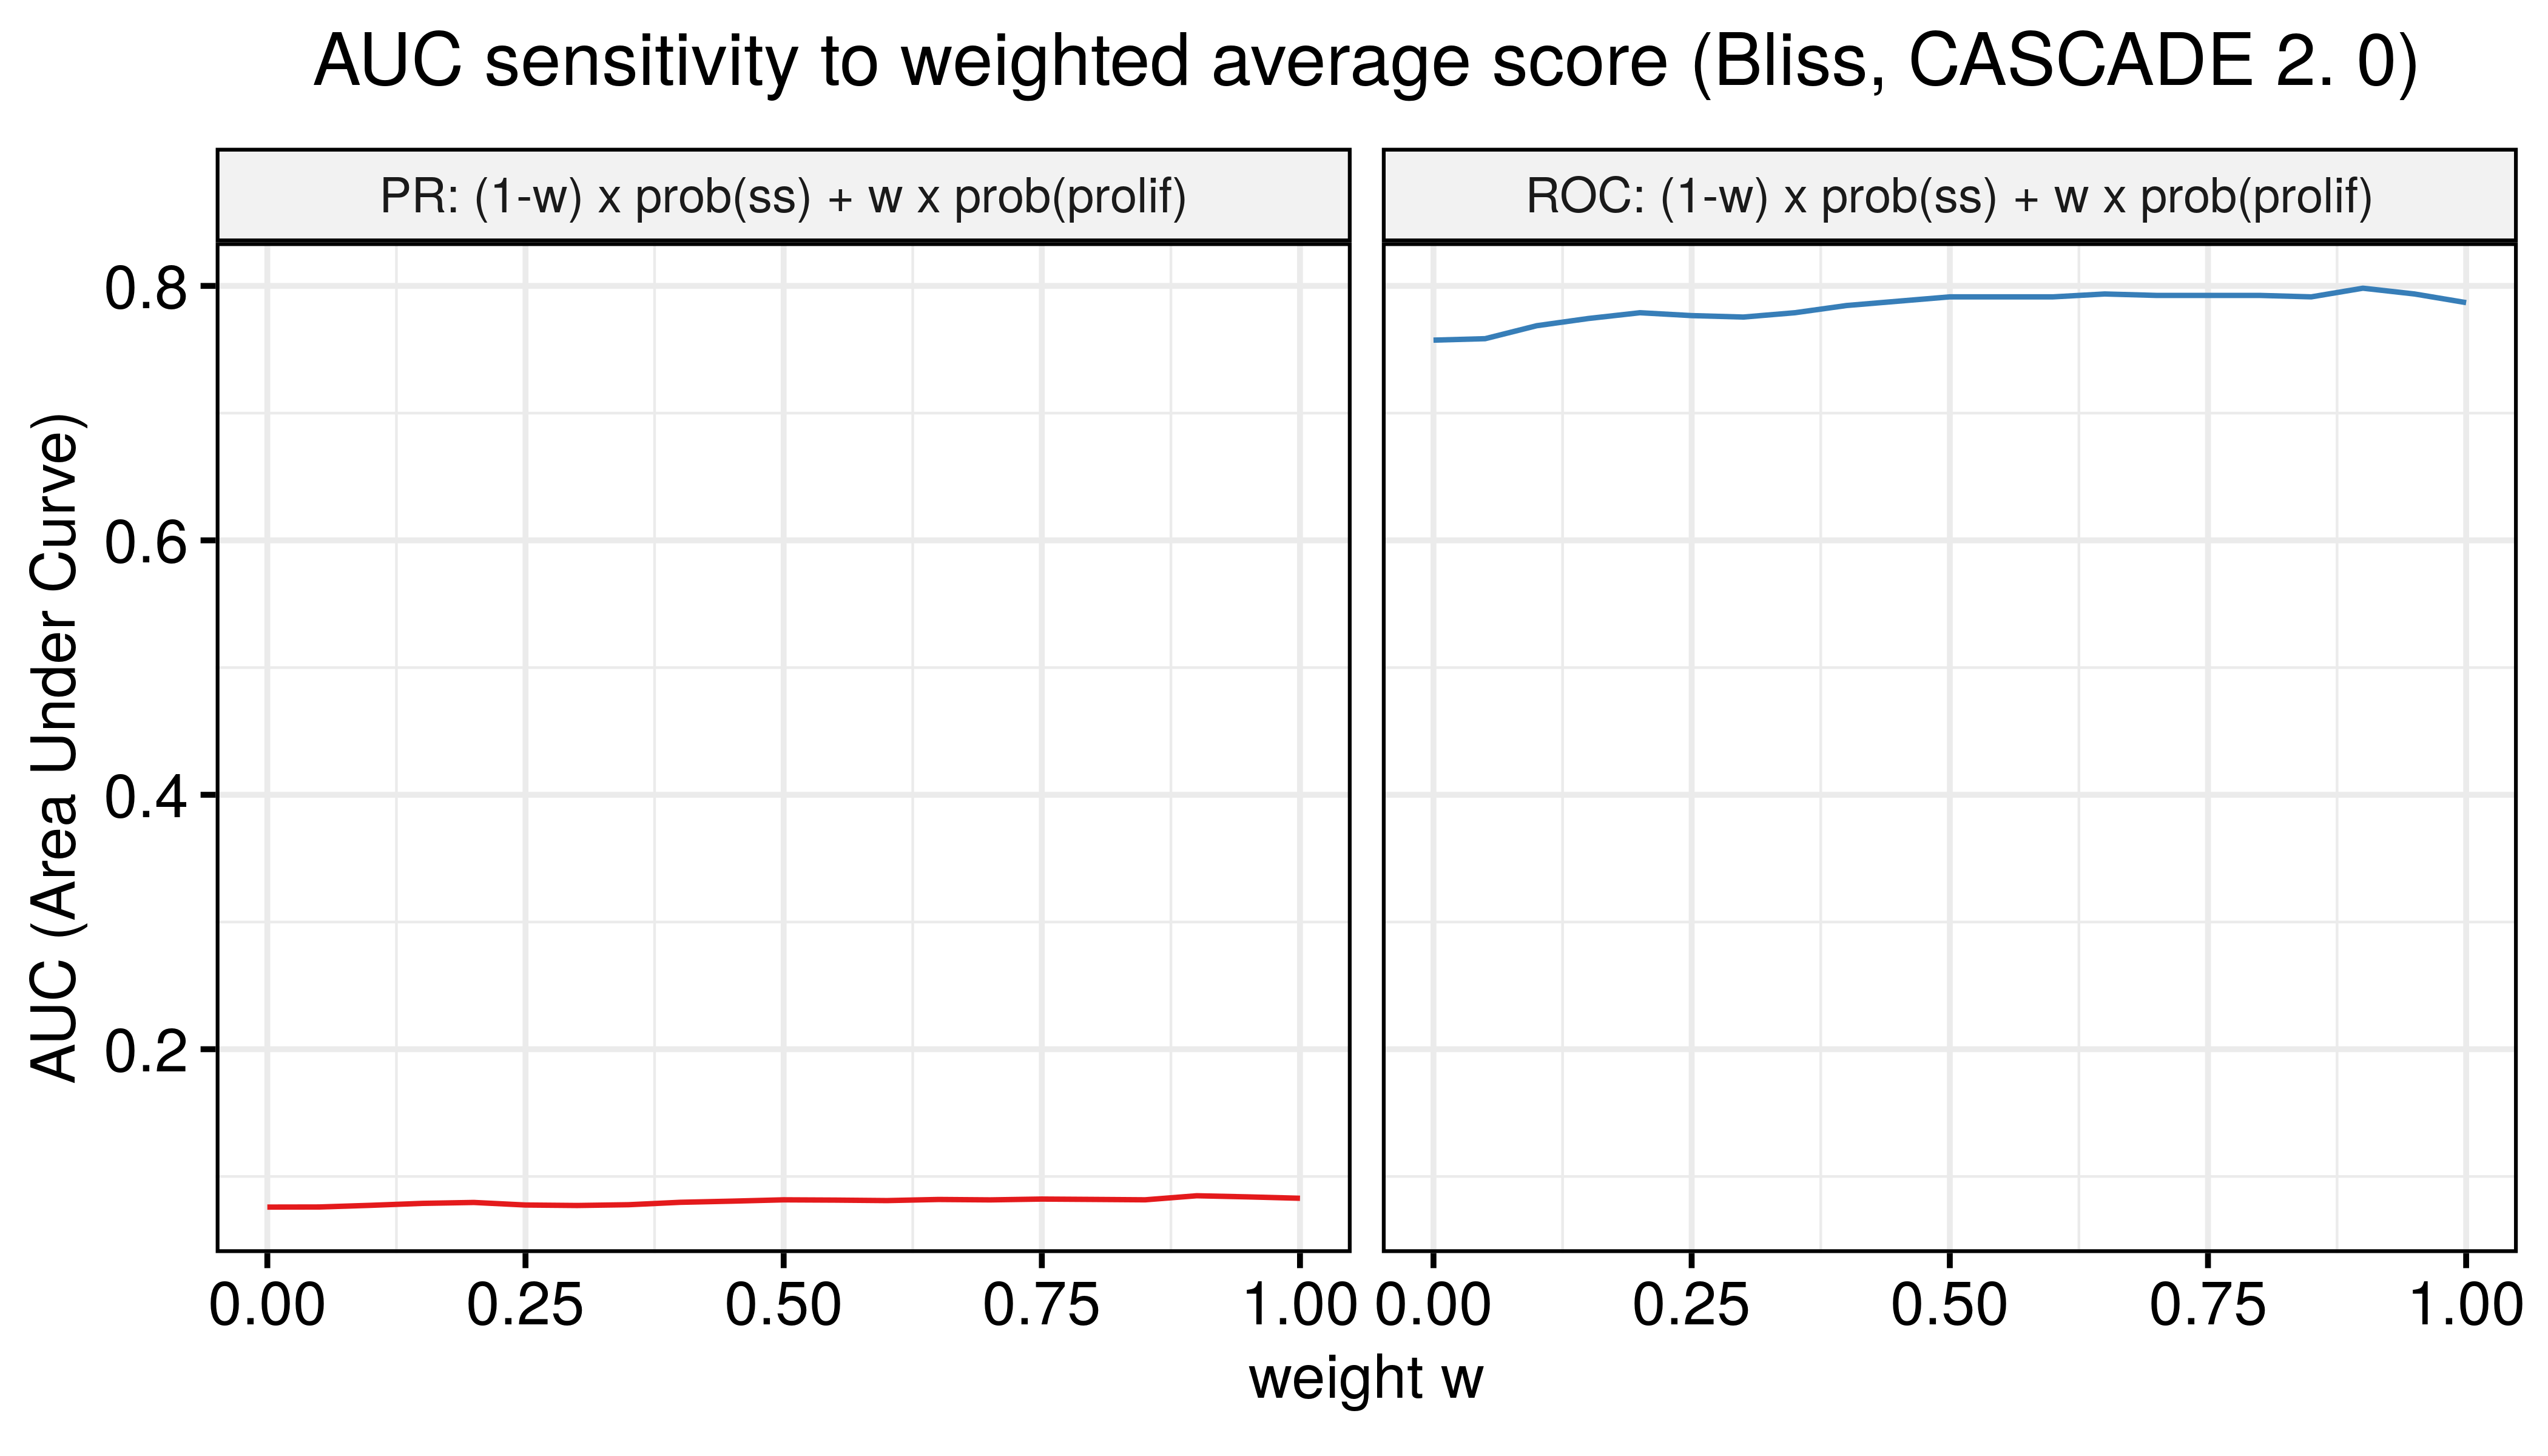 AUC sensitivity to weighted average score (Bliss, CASCADE 2. 0)
PR: (1-w) x prob(ss) + w x prob(prolif)
ROC: (1-w) x prob(ss) + w x prob(prolif)
AUC (Area Under Curve)
0.8
0.6
0.4
0.2
0.00 0.25 0.50 0.75 1.00
0.00 0.25 0.50 0.75 1.00
weight w